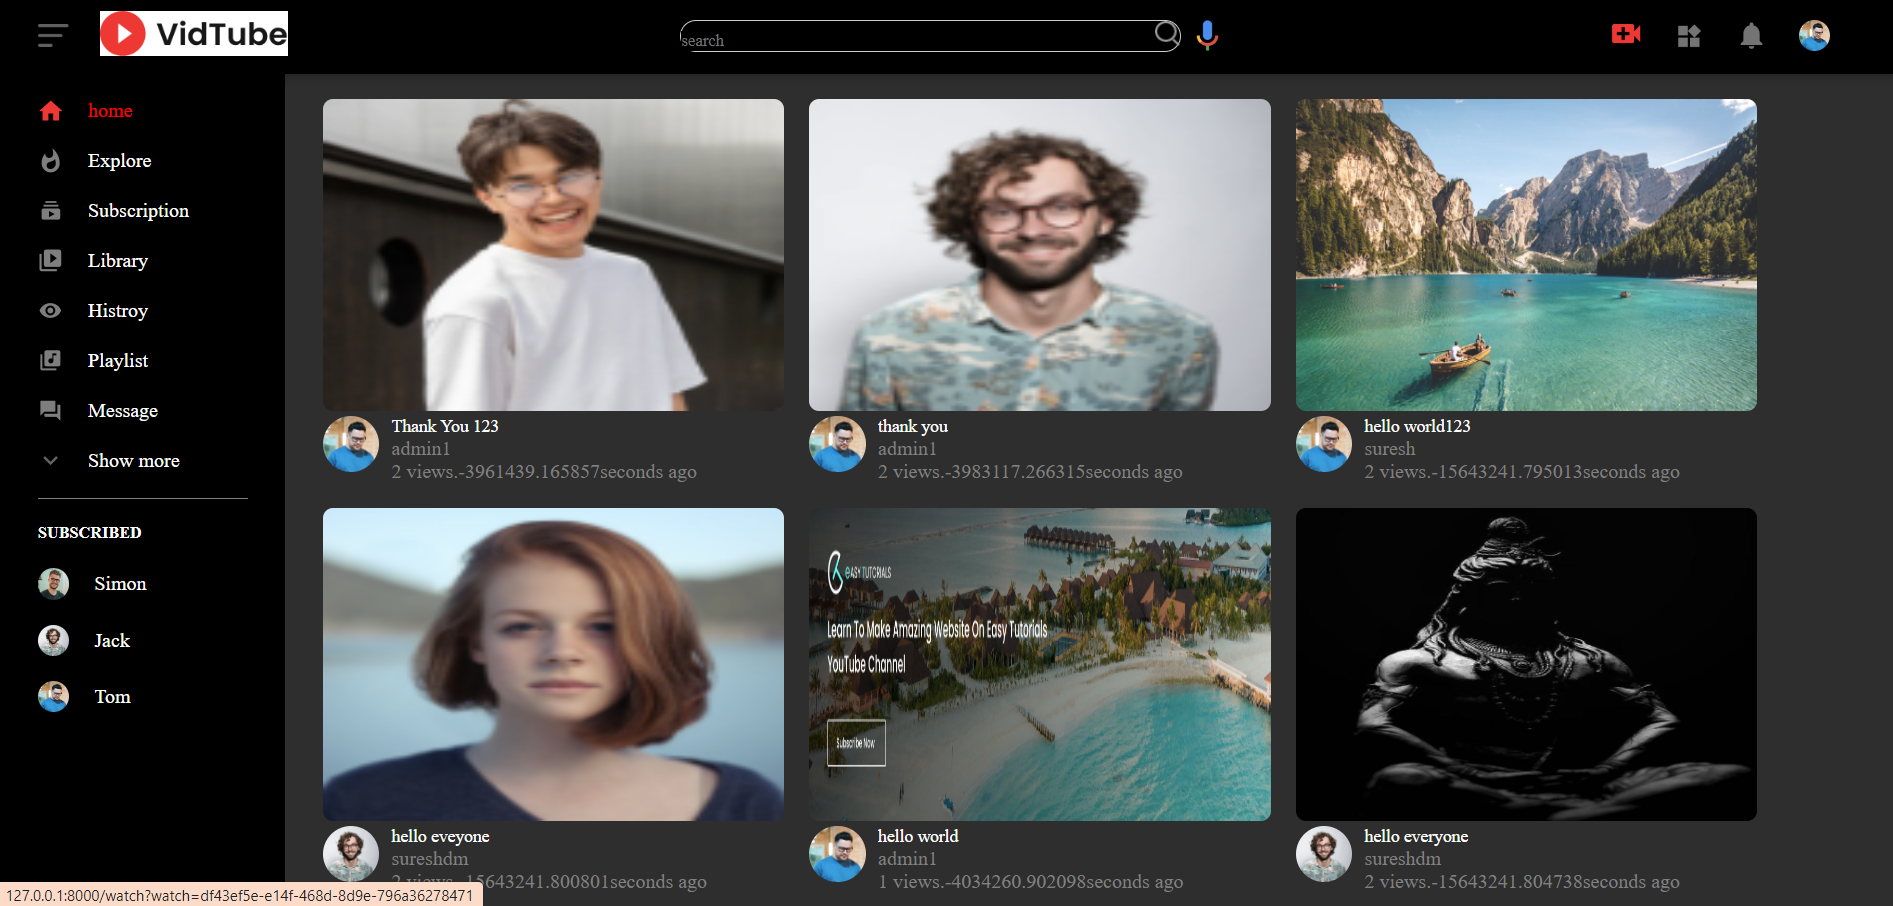 VidTube
search
home
Explore
Subscription
Library
Histroy
Playlist
Message
Show more
SUBSCRIBED
Simon
Jack
Tom
Thank You 123
admin1
2 views.-3961439.165857seconds ago
thank you
admin1
2 views.-3983117.266315seconds ago
hello world123
suresh
2 views.-15643241.795013seconds ago
hello eveyone
sureshdm
2 views.-15643241.800801seconds ago
EASY TUTORIALS
Learn To Make Amazing Website On Easy Tutorials
YouTube Channel
Subscribe Now
hello world
admin1
1 views.-4034260.902098seconds ago
hello everyone
sureshdm
2 views.-15643241.804738seconds ago
127.0.0.1:8000/watch?watch=df43ef5e-e14f-468d-8d9e-796a36278471